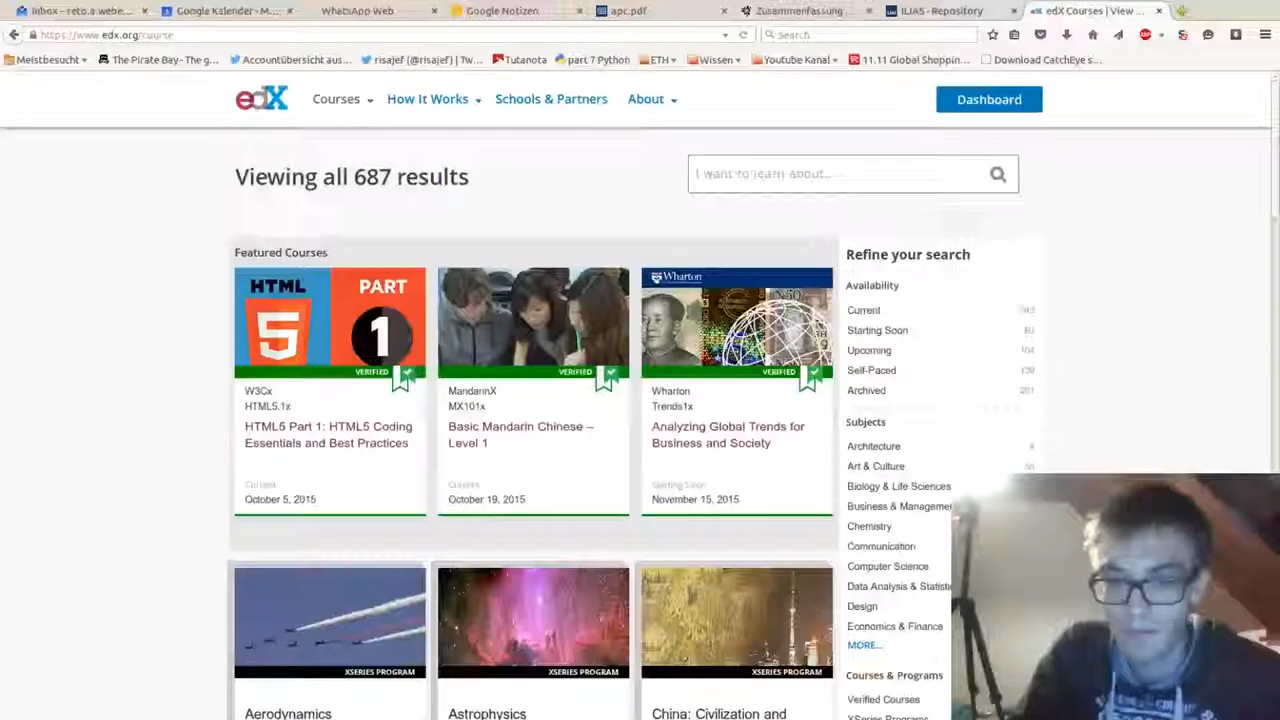 Inbox - reto.a.webe...
Google Kalender - M...
WhatsApp Web
Google Notizen
apc.pdf
Zusammenfassung
ILIAS - Repository
edX Courses | View ...
https://www.edx.org/course
Search
Meistbesucht
The Pirate Bay- The g...
Accountübersicht aus...
risajef (@risajef) | Tw...
Tutanota
part 7 Python
ETH
Wissen
Youtube Kanal
11.11 Global Shoppin...
Download CatchEye s...
edX
Courses
How It Works
Schools & Partners
About
Dashboard
Viewing all 687 results
I want to learn about...
Featured Courses
HTML
5
PART
1
VERIFIED
W3Cx
HTML5.1x
HTML5 Part 1: HTML5 Coding
Essentials and Best Practices
Current
October 5, 2015
VERIFIED
MandarinX
MX101x
Basic Mandarin Chinese –
Level 1
Current
October 19, 2015
Wharton
VERIFIED
Wharton
Trends1x
Analyzing Global Trends for
Business and Society
Starting Soon
November 15, 2015
XSERIES PROGRAM
Aerodynamics
XSERIES PROGRAM
Astrophysics
XSERIES PROGRAM
China: Civilization and
Refine your search
Availability
Current
Starting Soon
Upcoming
Self-Paced
Archived
Subjects
Architecture
Art & Culture
Biology & Life Sciences
Business & Manageme
Chemistry
Communication
Computer Science
Data Analysis & Statisti
Design
Economics & Finance
MORE...
Courses & Programs
Verified Courses
XSeries Programs